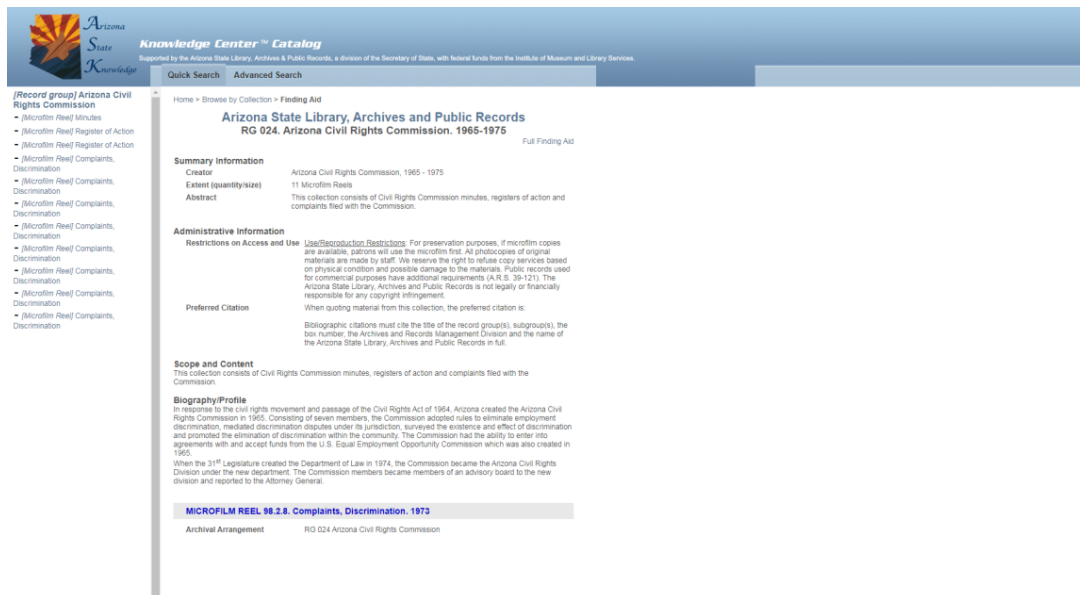 Arizona
State
Knowledge
Knowledge Center™ Catalog
Supported by the Arizona State Library, Archives & Public Records, a division of the Secretary of State, with federal funds from the Institute of Museum and Library Services.
Quick Search Advanced Search
[Record group] Arizona Civil
Rights Commission
- [Microfilm Reel] Minutes
- [Microfilm Reel] Register of Action
- [Microfilm Reel] Register of Action
- [Microfilm Reel] Complaints,
Discrimination
- [Microfilm Reel] Complaints,
Discrimination
- [Microfilm Reel] Complaints,
Discrimination
- [Microfilm Reel] Complaints,
Discrimination
- [Microfilm Reel] Complaints,
Discrimination
- [Microfilm Reel] Complaints,
Discrimination
- [Microfilm Reel] Complaints,
Discrimination
- [Microfilm Reel] Complaints,
Discrimination
Home > Browse by Collection > Finding Aid
Arizona State Library, Archives and Public Records
RG 024. Arizona Civil Rights Commission. 1965-1975
Full Finding Aid
Summary Information
Creator Arizona Civil Rights Commission, 1965 - 1975
Extent (quantity/size) 11 Microfilm Reels
Abstract This collection consists of Civil Rights Commission minutes, registers of action and
complaints filed with the Commission.
Administrative Information
Restrictions on Access and Use Use/Reproduction Restrictions: For preservation purposes, if microfilm copies
are available, patrons will use the microfilm first. All photocopies of original
materials are made by staff. We reserve the right to refuse copy services based
on physical condition and possible damage to the materials. Public records used
for commercial purposes have additional requirements (A.R.S. 39-121). The
Arizona State Library, Archives and Public Records is not legally or financially
responsible for any copyright infringement.
Preferred Citation When quoting material from this collection, the preferred citation is:
Bibliographic citations must cite the title of the record group(s), subgroup(s), the
box number, the Archives and Records Management Division and the name of
the Arizona State Library, Archives and Public Records in full.
Scope and Content
This collection consists of Civil Rights Commission minutes, registers of action and complaints filed with the
Commission.
Biography/Profile
In response to the civil rights movement and passage of the Civil Rights Act of 1964, Arizona created the Arizona Civil
Rights Commission in 1965. Consisting of seven members, the Commission adopted rules to eliminate employment
discrimination, mediated discrimination disputes under its jurisdiction, surveyed the existence and effect of discrimination
and promoted the elimination of discrimination within the community. The Commission had the ability to enter into
agreements with and accept funds from the U.S. Equal Employment Opportunity Commission which was also created in
1965.
When the 31st Legislature created the Department of Law in 1974, the Commission became the Arizona Civil Rights
Division under the new department. The Commission members became members of an advisory board to the new
division and reported to the Attorney General.
MICROFILM REEL 98.2.8. Complaints, Discrimination. 1973
Archival Arrangement RG 024 Arizona Civil Rights Commission